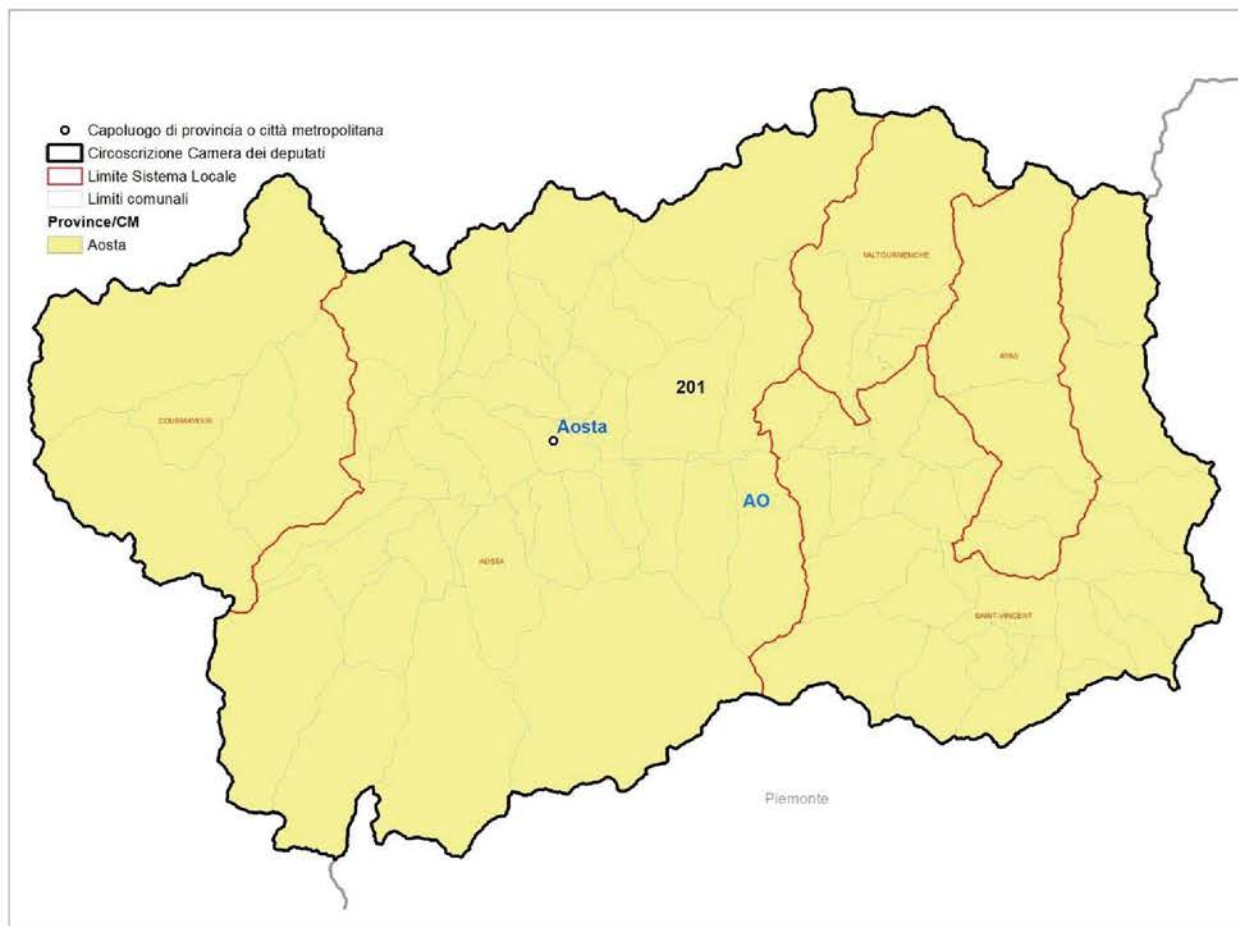 Capoluogo di provincia o città metropolitana
Circoscrizione Camera dei deputati
Limite Sistema Locale
Limiti comunali
Province/CM
Aosta
VALTOURNENCHE
AYAS
201
COURMAYEUR
Aosta
AO
AOSTA
SAINT-VINCENT
Piemonte